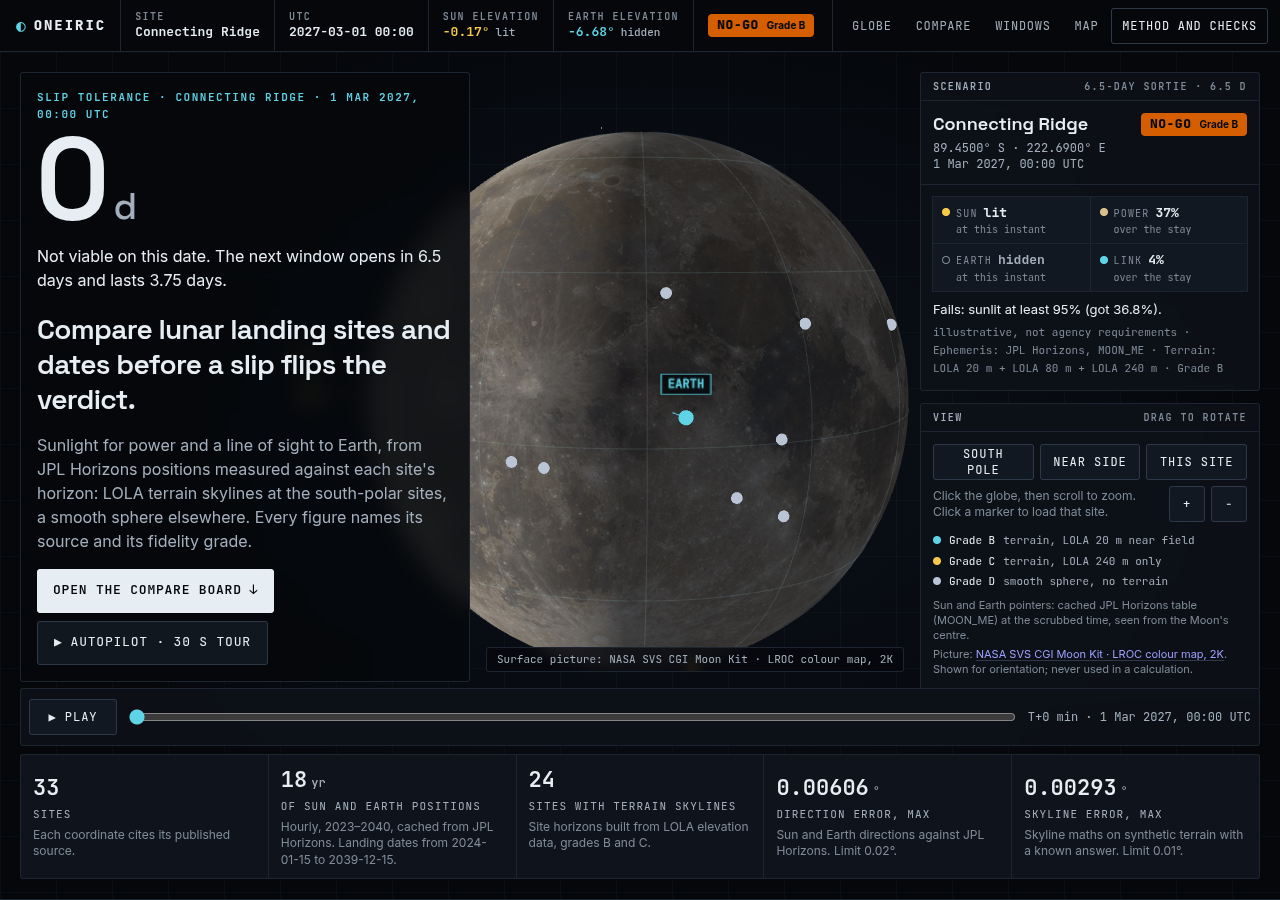 ◐ ONEIRIC
SITE
Connecting Ridge
UTC
2027-03-01 00:00
SUN ELEVATION
-0.17° lit
EARTH ELEVATION
-6.68° hidden
NO-GO Grade B
GLOBE
COMPARE
WINDOWS
MAP
METHOD AND CHECKS
SLIP TOLERANCE · CONNECTING RIDGE · 1 MAR 2027,
00:00 UTC
0 d
Not viable on this date. The next window opens in 6.5
days and lasts 3.75 days.
Compare lunar landing sites and
dates before a slip flips the
verdict.
Sunlight for power and a line of sight to Earth, from
JPL Horizons positions measured against each site's
horizon: LOLA terrain skylines at the south-polar sites,
a smooth sphere elsewhere. Every figure names its
source and its fidelity grade.
OPEN THE COMPARE BOARD ↓
▶ AUTOPILOT · 30 S TOUR
EARTH
Surface picture: NASA SVS CGI Moon Kit · LROC colour map, 2K
SCENARIO
6.5-DAY SORTIE · 6.5 D
Connecting Ridge
NO-GO Grade B
89.4500° S · 222.6900° E
1 Mar 2027, 00:00 UTC
SUN lit
at this instant
POWER 37%
over the stay
EARTH hidden
at this instant
LINK 4%
over the stay
Fails: sunlit at least 95% (got 36.8%).
illustrative, not agency requirements ·
Ephemeris: JPL Horizons, MOON_ME · Terrain:
LOLA 20 m + LOLA 80 m + LOLA 240 m · Grade B
VIEW
DRAG TO ROTATE
SOUTH
POLE
NEAR SIDE
THIS SITE
Click the globe, then scroll to zoom.
Click a marker to load that site.
+
-
Grade B terrain, LOLA 20 m near field
Grade C terrain, LOLA 240 m only
Grade D smooth sphere, no terrain
Sun and Earth pointers: cached JPL Horizons table
(MOON_ME) at the scrubbed time, seen from the Moon's
centre.
Picture: NASA SVS CGI Moon Kit · LROC colour map, 2K.
Shown for orientation; never used in a calculation.
▶ PLAY
T+0 min · 1 Mar 2027, 00:00 UTC
33
SITES
Each coordinate cites its published
source.
18 yr
OF SUN AND EARTH POSITIONS
Hourly, 2023–2040, cached from JPL
Horizons. Landing dates from 2024-
01-15 to 2039-12-15.
24
SITES WITH TERRAIN SKYLINES
Site horizons built from LOLA elevation
data, grades B and C.
0.00606 °
DIRECTION ERROR, MAX
Sun and Earth directions against JPL
Horizons. Limit 0.02°.
0.00293 °
SKYLINE ERROR, MAX
Skyline maths on synthetic terrain with
a known answer. Limit 0.01°.